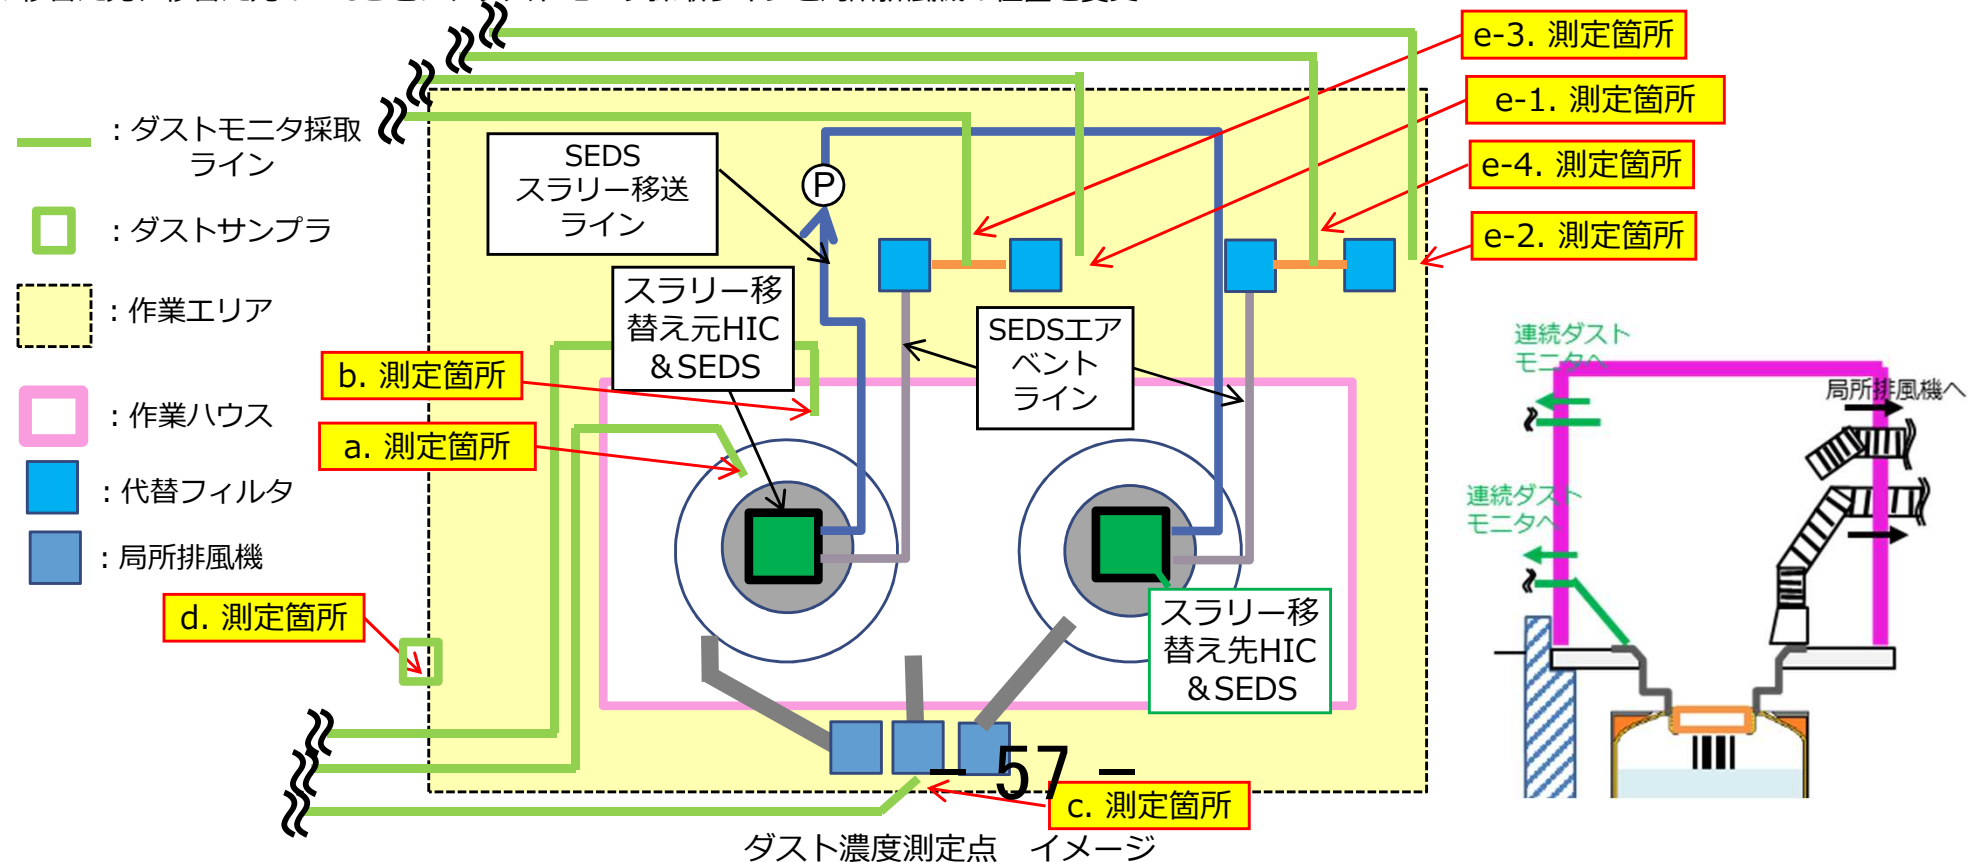 e-3. 測定箇所
e-1. 測定箇所
e-4. 測定箇所
e-2. 測定箇所
：ダストモニタ採取
ライン
：ダストサンプラ
：作業エリア
：作業ハウス
：代替フィルタ
：局所排風機
SEDS
スラリー移送
ライン
P
スラリー移
替え元HIC
＆SEDS
SEDSエア
ベント
ライン
b. 測定箇所
a. 測定箇所
d. 測定箇所
スラリー移
替え先HIC
＆SEDS
c. 測定箇所
連続ダスト
モニタへ
局所排風機へ
連続ダスト
モニタへ
− 57 −
ダスト濃度測定点　イメージ